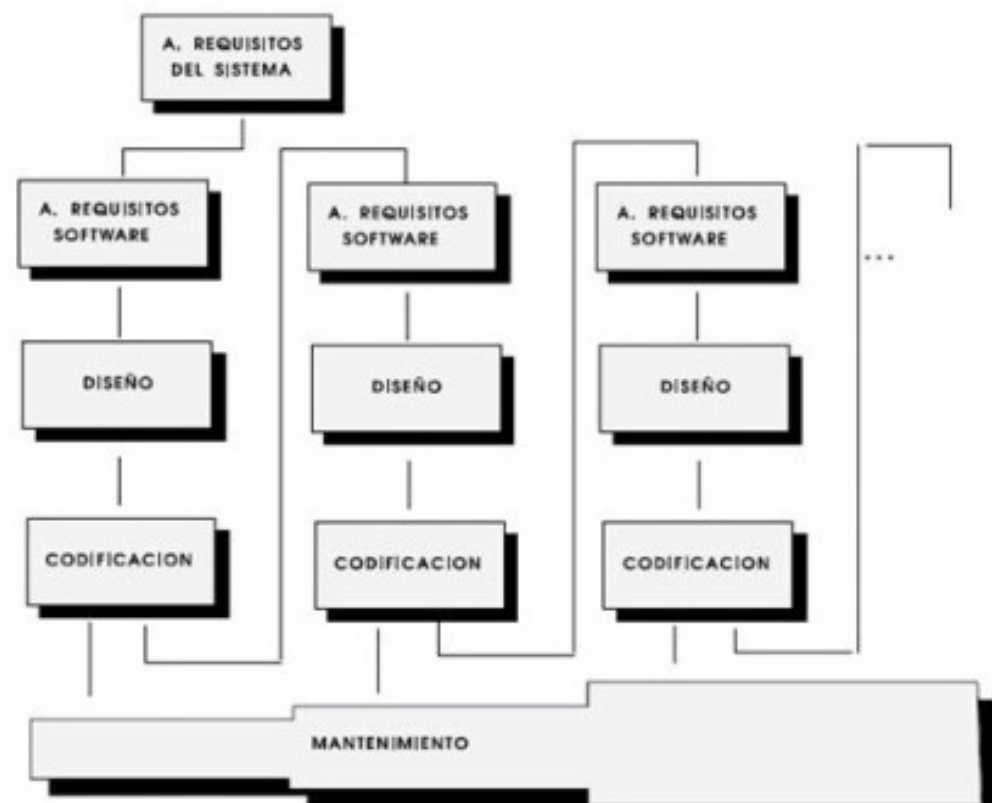 A. REQUISITOS
DEL SISTEMA
A. REQUISITOS
SOFTWARE
A. REQUISITOS
SOFTWARE
A. REQUISITOS
SOFTWARE
...
DISEÑO
DISEÑO
DISEÑO
CODIFICACION
CODIFICACION
CODIFICACION
MANTENIMIENTO